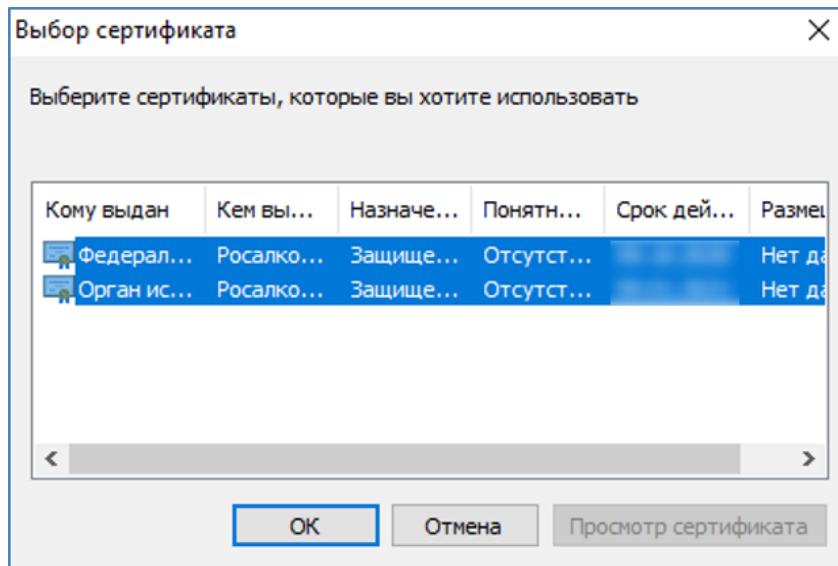 Выбор сертификата
Выберите сертификаты, которые вы хотите использовать
Кому выдан Кем вы... Назначе... Понятн... Срок дей... Размец
Федерал... Росалко... Защище... Отсутст... Нет да
Орган ис... Росалко... Защище... Отсутст... Нет да
ОК Отмена Просмотр сертификата